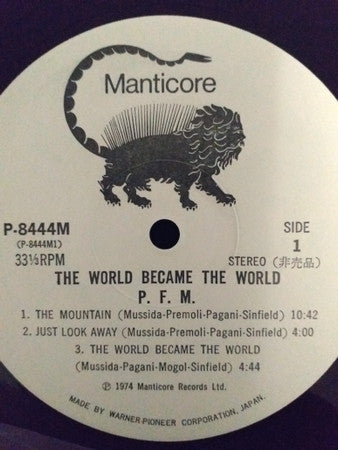 Manticore
P-8444M
(P-8444M1)
33⅓RPM
SIDE
1
STEREO (非売品)
THE WORLD BECAME THE WORLD
P. F. M.
1. THE MOUNTAIN (Mussida-Premoli-Pagani-Sinfield) 10:42
2. JUST LOOK AWAY (Mussida-Premoli-Pagani-Sinfield) 4:00
3. THE WORLD BECAME THE WORLD
(Mussida-Pagani-Mogol-Sinfield) 4:44
Ⓟ 1974 Manticore Records Ltd.
MADE BY WARNER-PIONEER CORPORATION, JAPAN.